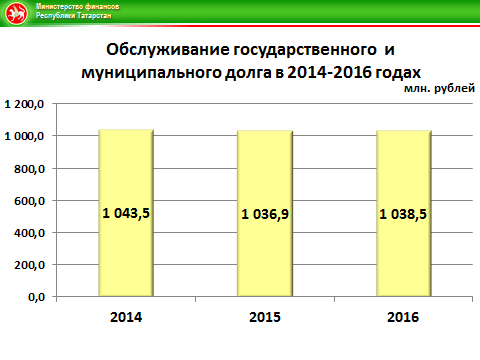 Министерство финансов
Республики Татарстан
Обслуживание государственного и
муниципального долга в 2014-2016 годах
млн. рублей
1 200,0
1 000,0
800,0
600,0
400,0
200,0
0,0
1 043,5
1 036,9
1 038,5
2014
2015
2016